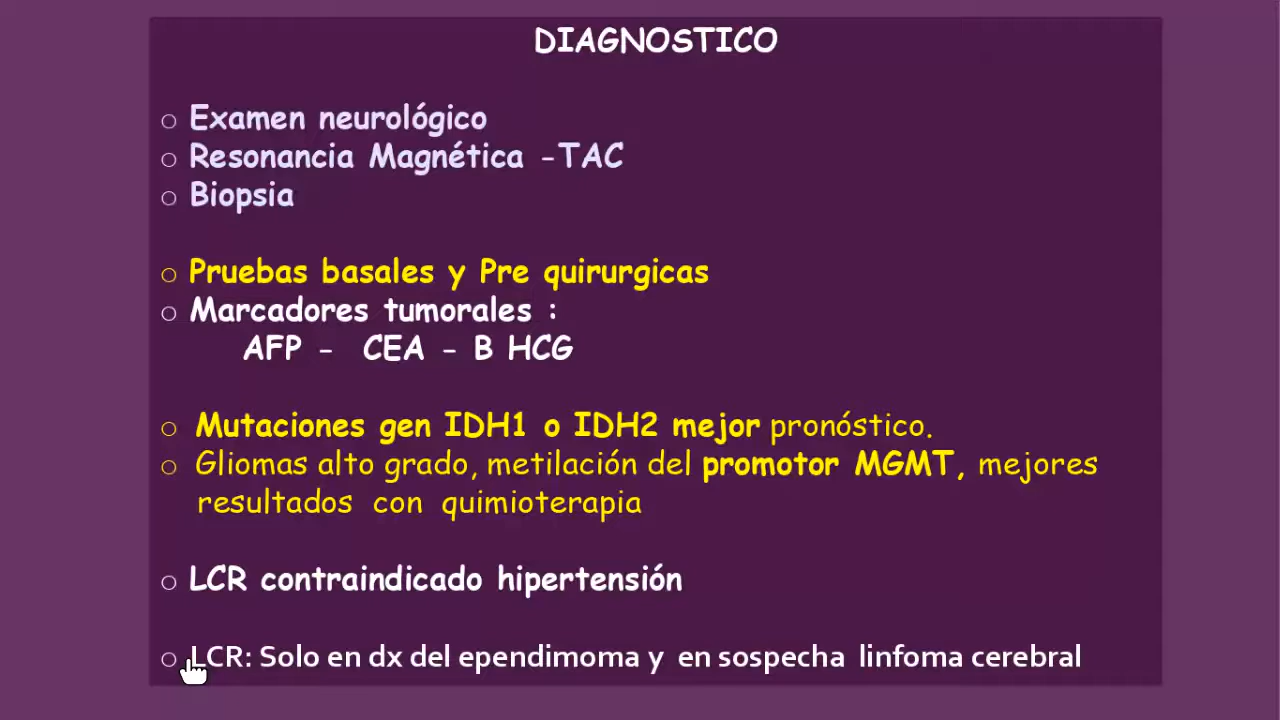 DIAGNOSTICO
o Examen neurológico
o Resonancia Magnética -TAC
o Biopsia
o Pruebas basales y Pre quirurgicas
o Marcadores tumorales :
AFP - CEA - B HCG
o Mutaciones gen IDH1 o IDH2 mejor pronóstico.
o Gliomas alto grado, metilación del promotor MGMT, mejores
resultados con quimioterapia
o LCR contraindicado hipertensión
o LCR: Solo en dx del ependimoma y en sospecha linfoma cerebral